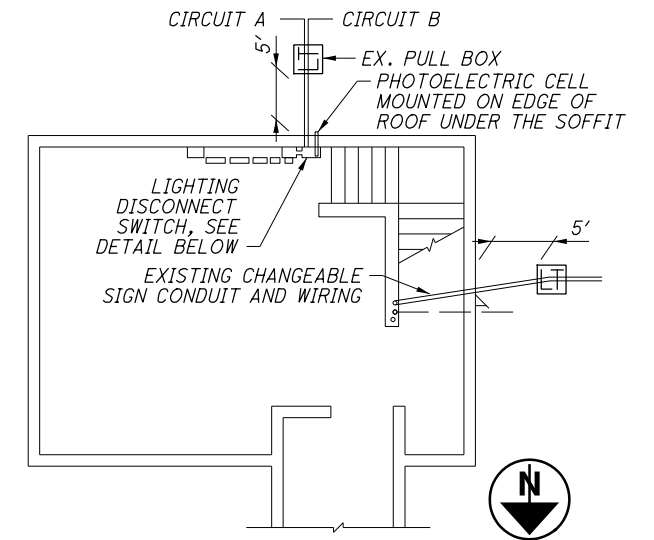 CIRCUIT A
CIRCUIT B
5'
LT
EX. PULL BOX
PHOTOELECTRIC CELL
MOUNTED ON EDGE OF
ROOF UNDER THE SOFFIT
LIGHTING
DISCONNECT
SWITCH, SEE
DETAIL BELOW
5'
EXISTING CHANGEABLE
SIGN CONDUIT AND WIRING
LT
N